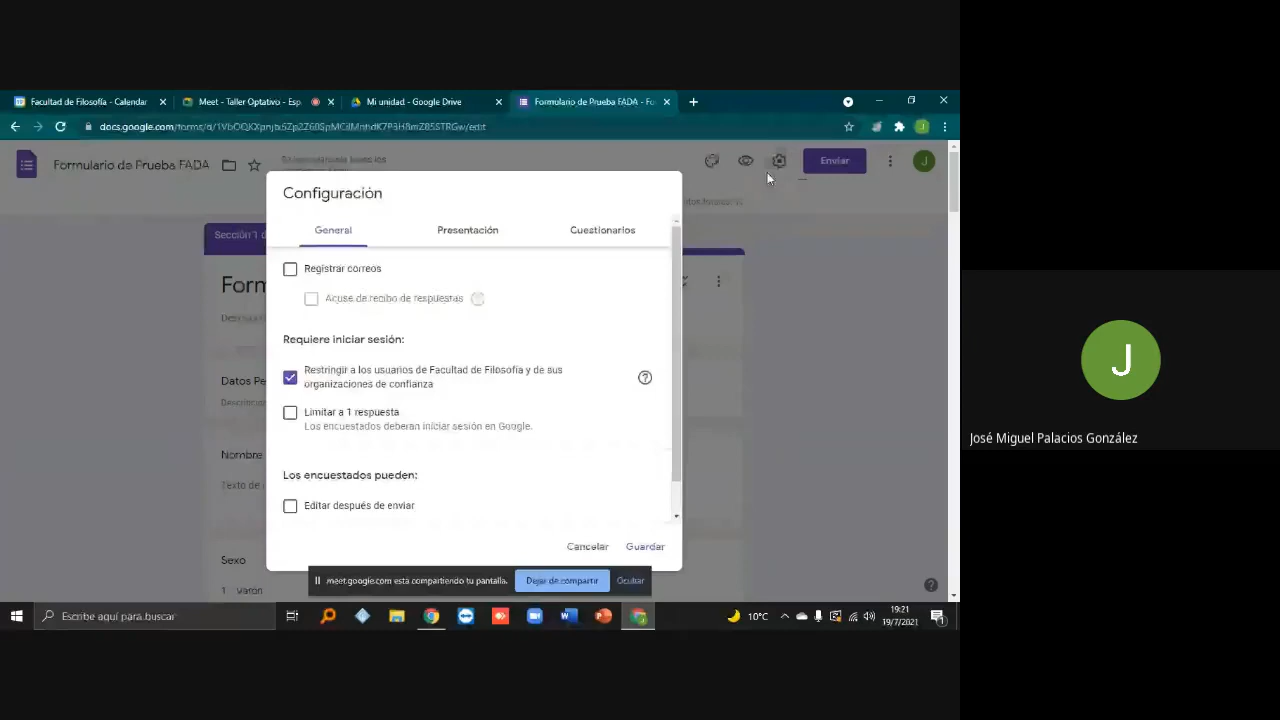 Facultad de Filosofía - Calendar
Meet - Taller Optativo - Esp
Mi unidad - Google Drive
Formulario de Prueba FADA - Fo
Formulario de Prueba FADA
Enviar
J
Configuración
General
Presentación
Cuestionarios
Sección 1 d
Form
Registrar correos
Acuse de recibo de respuestas
Requiere iniciar sesión:
Restringir a los usuarios de Facultad de Filosofía y de sus
organizaciones de confianza
Datos Pe
Limitar a 1 respuesta
Los encuestados deberán iniciar sesión en Google.
Nombre
Los encuestados pueden:
Texto de
Editar después de enviar
Cancelar
Guardar
Sexo
1 varón
meet.google.com está compartiendo tu pantalla.
Dejar de compartir
Ocultar
Escribe aquí para buscar
10°C
19:21
19/7/2021
J
José Miguel Palacios González